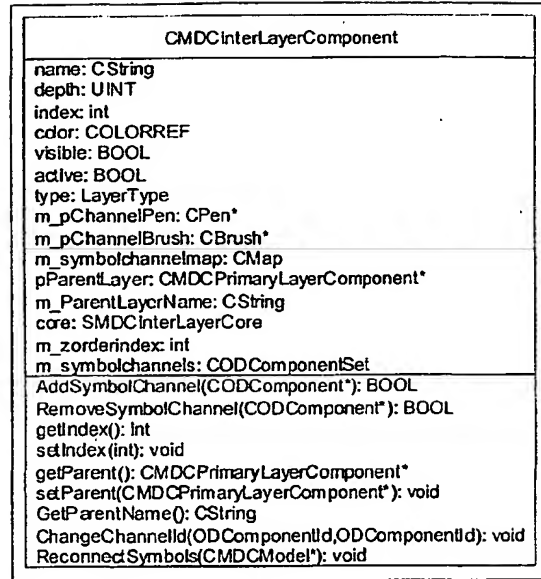 CMDCInterLayerComponent
name: CString
depth: UINT
index: int
color: COLORREF
visible: BOOL
active: BOOL
type: LayerType
m_pChannelPen: CPen*
m_pChannelBrush: CBrush*
m_symbolchannelmap: CMap
pParentLayer: CMDCPrimaryLayerComponent*
m_ParentLayerName: CString
core: SMDCInterLayerCore
m_zorderindex: int
m_symbolchannels: CODComponentSet
AddSymbolChannel(CODComponent*): BOOL
RemoveSymbolChannel(CODComponent*): BOOL
getIndex(): int
setIndex(int): void
getParent(): CMDCPrimaryLayerComponent*
setParent(CMDCPrimaryLayerComponent*): void
GetParentName(): CString
ChangeChannelId(ODComponentId,ODComponentId): void
ReconnectSymbols(CMDCModel*): void